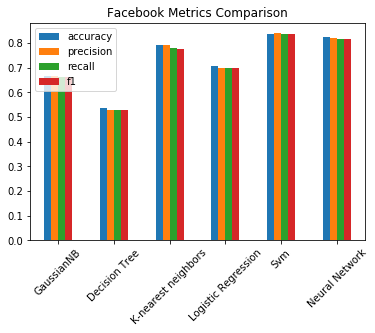 Facebook Metrics Comparison
accuracy
precision
recall
f1
0.8
0.7
0.6
0.5
0.4
0.3
0.2
0.1
0.0
GaussianNB
Decision Tree
K-nearest neighbors
Logistic Regression
Svm
Neural Network